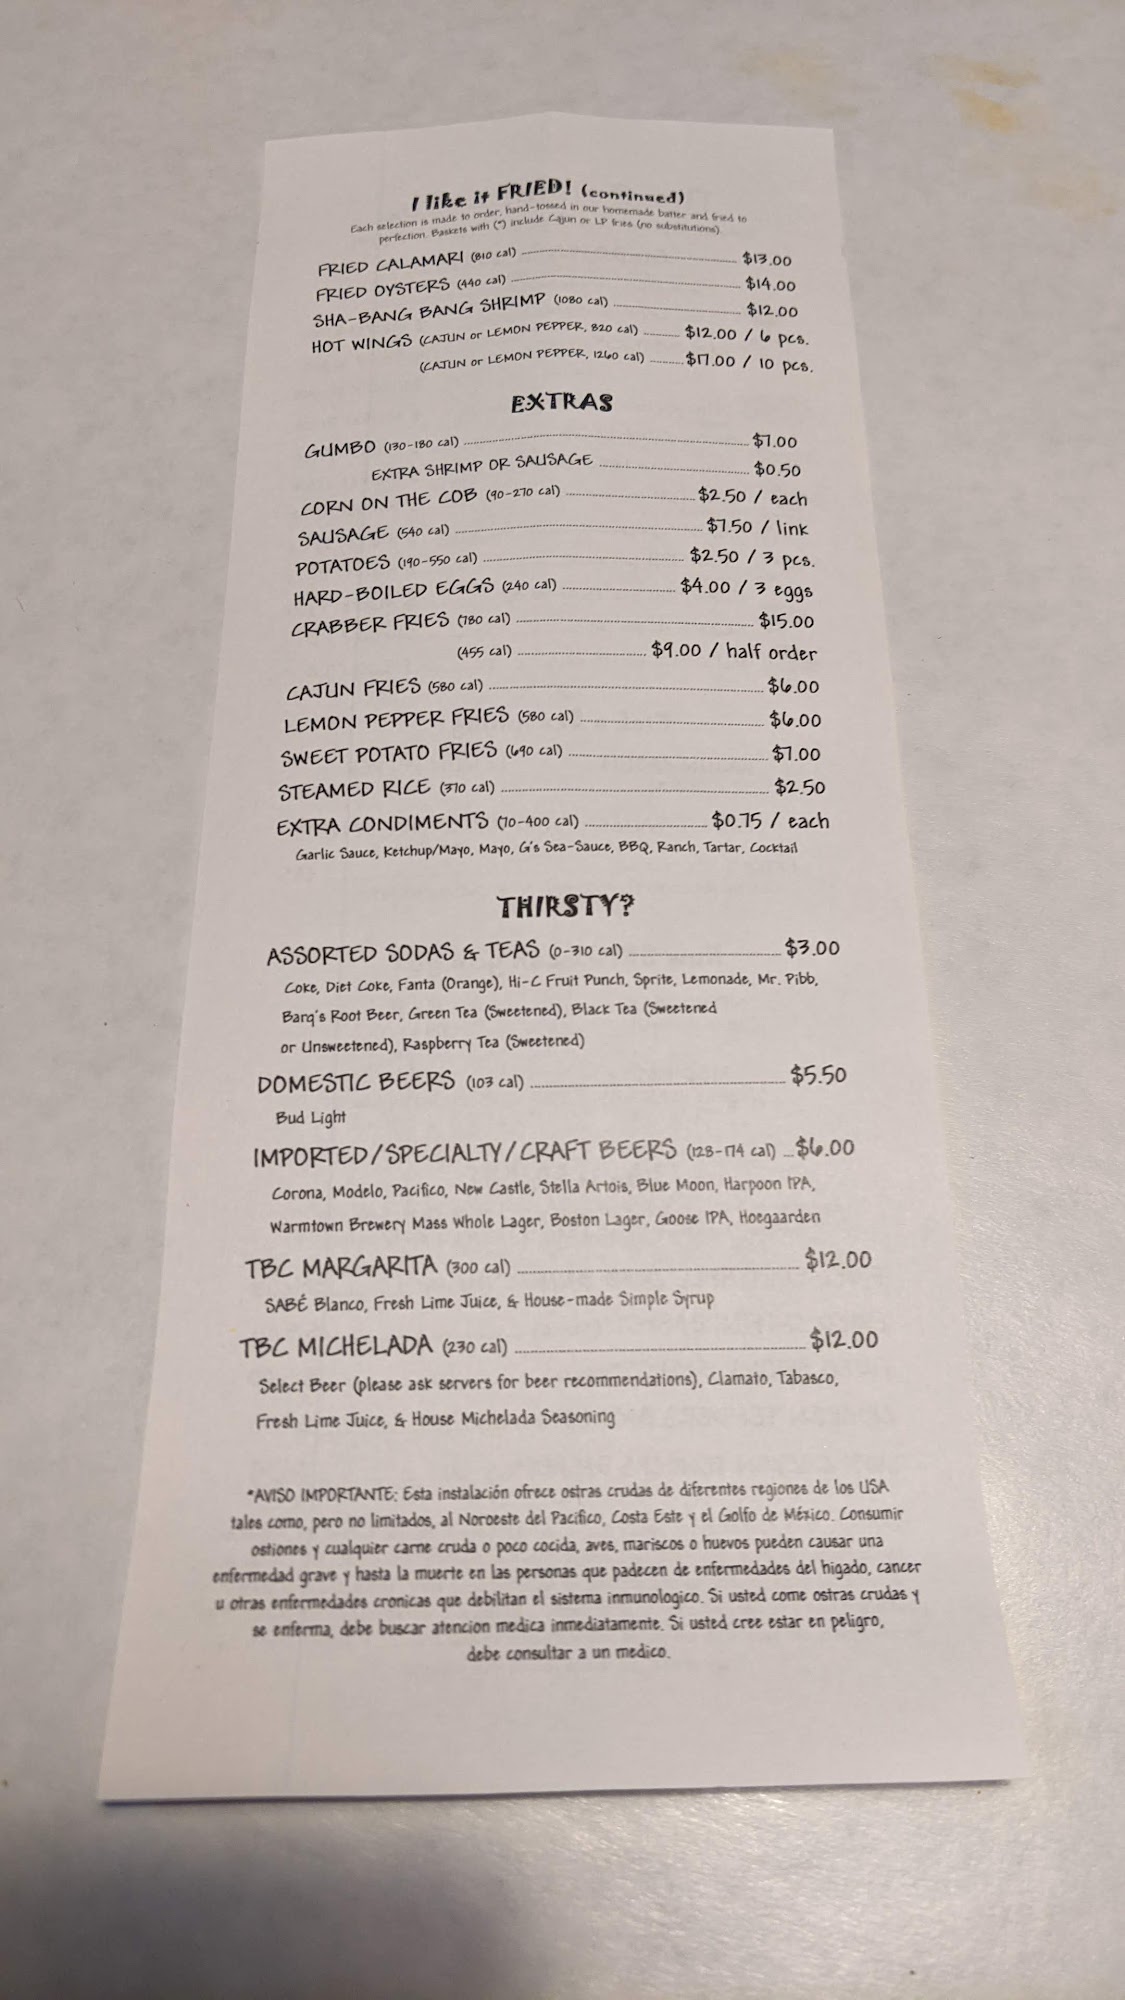 I like it FRIED! (continued)
Each selection is made to order, hand-tossed in our homemade batter and fried to
perfection. Baskets with (*) include Cajun or LP fries (no substitutions).
FRIED CALAMARI (810 cal) $13.00
FRIED OYSTERS (440 cal) $14.00
SHA-BANG BANG SHRIMP (1080 cal) $12.00
HOT WINGS (CAJUN or LEMON PEPPER, 820 cal) $12.00 / 6 pcs.
(CAJUN or LEMON PEPPER, 1260 cal) $17.00 / 10 pcs.
EXTRAS
GUMBO (130-180 cal) $7.00
EXTRA SHRIMP OR SAUSAGE $0.50
CORN ON THE COB (90-270 cal) $2.50 / each
SAUSAGE (540 cal) $7.50 / link
POTATOES (190-550 cal) $2.50 / 3 pcs.
HARD-BOILED EGGS (240 cal) $4.00 / 3 eggs
CRABBER FRIES (780 cal) $15.00
(455 cal) $9.00 / half order
CAJUN FRIES (580 cal) $6.00
LEMON PEPPER FRIES (580 cal) $6.00
SWEET POTATO FRIES (690 cal) $7.00
STEAMED RICE (370 cal) $2.50
EXTRA CONDIMENTS (70-400 cal) $0.75 / each
Garlic Sauce, Ketchup/Mayo, Mayo, G's Sea-Sauce, BBQ, Ranch, Tartar, Cocktail
THIRSTY?
ASSORTED SODAS & TEAS (0-310 cal) $3.00
Coke, Diet Coke, Fanta (Orange), Hi-C Fruit Punch, Sprite, Lemonade, Mr. Pibb,
Barq's Root Beer, Green Tea (Sweetened), Black Tea (Sweetened
or Unsweetened), Raspberry Tea (Sweetened)
DOMESTIC BEERS (103 cal) $5.50
Bud Light
IMPORTED/SPECIALTY/CRAFT BEERS (128-174 cal) $6.00
Corona, Modelo, Pacifico, New Castle, Stella Artois, Blue Moon, Harpoon IPA,
Warmtown Brewery Mass Whole Lager, Boston Lager, Goose IPA, Hoegaarden
TBC MARGARITA (300 cal) $12.00
SABÉ Blanco, Fresh Lime Juice, & House-made Simple Syrup
TBC MICHELADA (230 cal) $12.00
Select Beer (please ask servers for beer recommendations), Clamato, Tabasco,
Fresh Lime Juice, & House Michelada Seasoning
*AVISO IMPORTANTE: Esta instalación ofrece ostras crudas de diferentes regiones de los USA
tales como, pero no limitados, al Noroeste del Pacifico, Costa Este y el Golfo de México. Consumir
ostiones y cualquier carne cruda o poco cocida, aves, mariscos o huevos pueden causar una
enfermedad grave y hasta la muerte en las personas que padecen de enfermedades del higado, cancer
u otras enfermedades cronicas que debilitan el sistema inmunologico. Si usted come ostras crudas y
se enferma, debe buscar atencion medica inmediatamente. Si usted cree estar en peligro,
debe consultar a un medico.